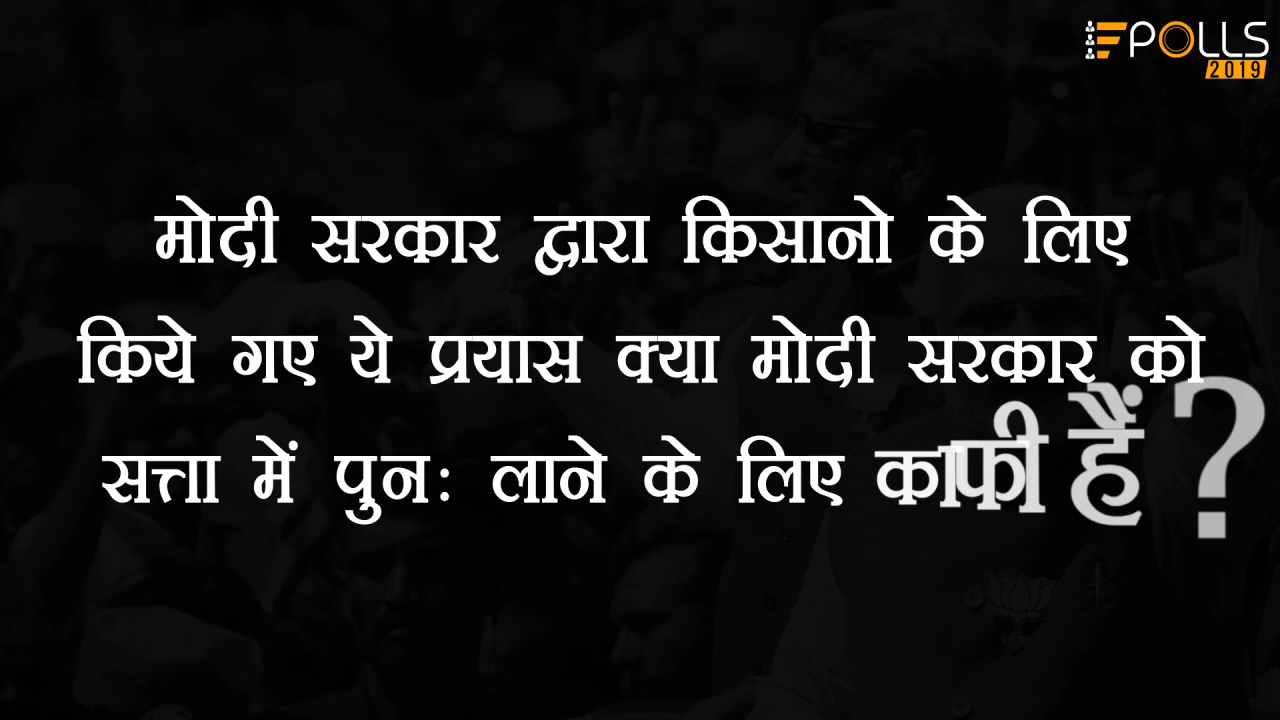 EPOLLS
2019
मोदी सरकार द्वारा किसानो के लिए
किये गए ये प्रयास क्या मोदी सरकार को
सत्ता में पुनः लाने के लिए काफी हैं ?